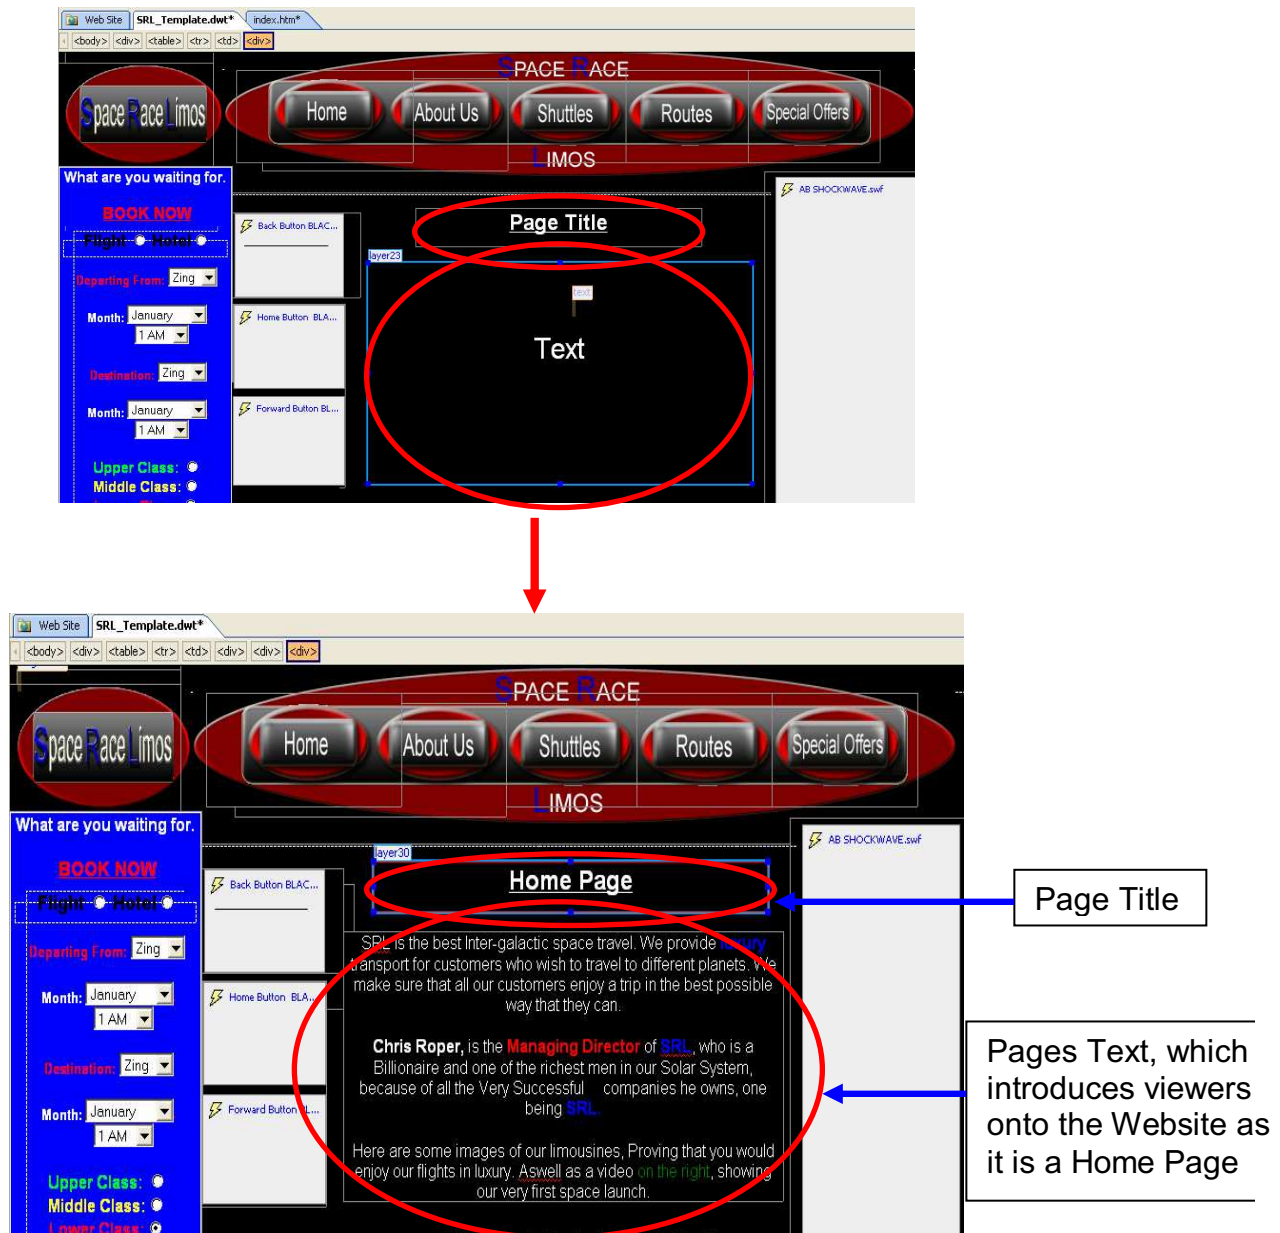 Web Site SRL_Template.dwt* index.htm*
<body> <div> <table> <tr> <td> <div>
SPACE RACE
Space Race Limos
Home About Us Shuttles Routes Special Offers
LIMOS
What are you waiting for.
BOOK NOW
Flight Hotel
Departing From: Zing
Month: January
1 AM
Destination: Zing
Month: January
1 AM
Upper Class:
Middle Class:
Back Button BLAC...
Home Button BLA...
Forward Button BL...
Page Title
layer23
text
Text
AB SHOCKWAVE.swf
Web Site SRL_Template.dwt*
<body> <div> <table> <tr> <td> <div> <div> <div>
SPACE RACE
Space Race Limos
Home About Us Shuttles Routes Special Offers
LIMOS
What are you waiting for.
BOOK NOW
Flight Hotel
Departing From: Zing
Month: January
1 AM
Destination: Zing
Month: January
1 AM
Upper Class:
Middle Class:
Lower Class:
Back Button BLAC...
Home Button BLA...
Forward Button BL...
layer30
Home Page
SRL is the best Inter-galactic space travel. We provide luxury
transport for customers who wish to travel to different planets. We
make sure that all our customers enjoy a trip in the best possible
way that they can.
Chris Roper, is the Managing Director of SRL, who is a
Billionaire and one of the richest men in our Solar System,
because of all the Very Successful companies he owns, one
being SRL.
Here are some images of our limousines, Proving that you would
enjoy our flights in luxury. Aswell as a video on the right, showing
our very first space launch.
AB SHOCKWAVE.swf
Page Title
Pages Text, which
introduces viewers
onto the Website as
it is a Home Page